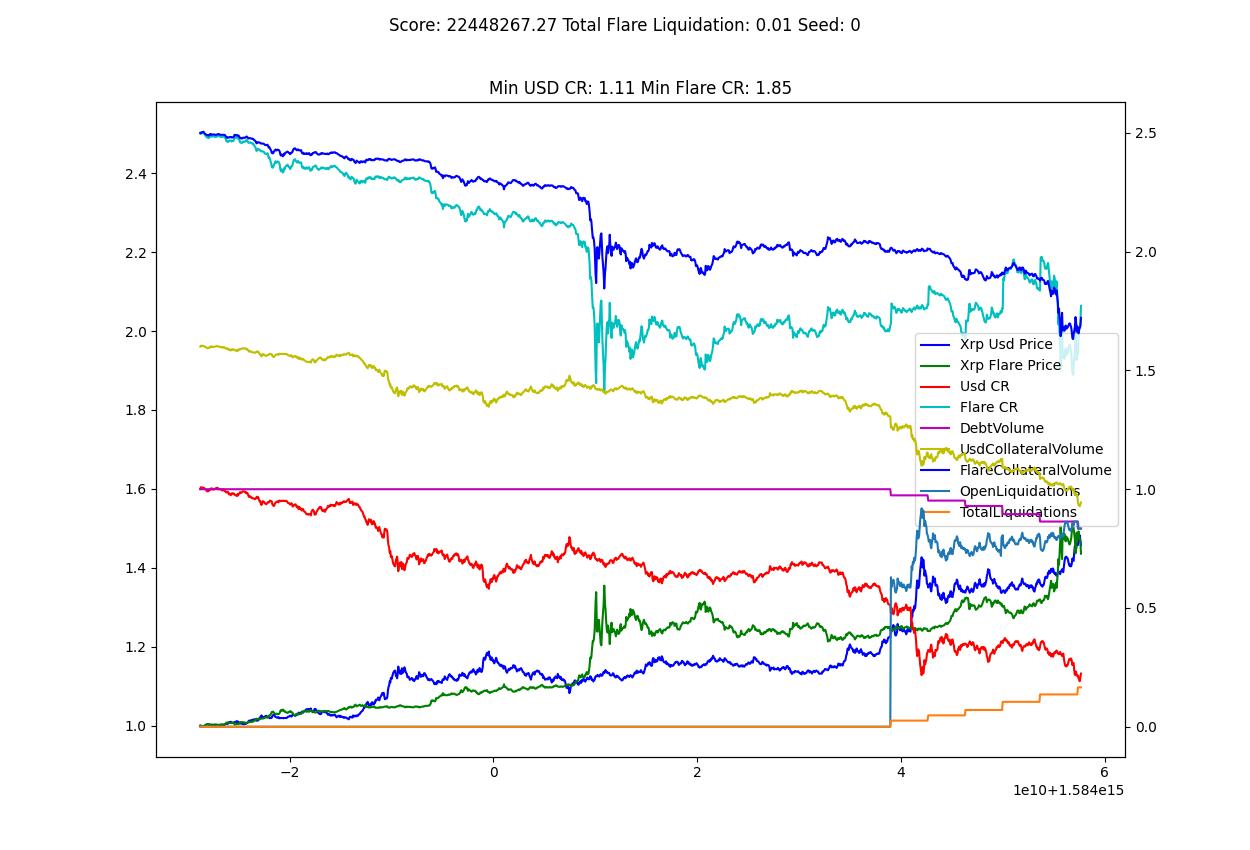 Score: 22448267.27 Total Flare Liquidation: 0.01 Seed: 0
Min USD CR: 1.11 Min Flare CR: 1.85
2.4
2.2
2.0
1.8
1.6
1.4
1.2
1.0
2.5
2.0
1.5
1.0
0.5
0.0
Xrp Usd Price
Xrp Flare Price
Usd CR
Flare CR
DebtVolume
UsdCollateralVolume
FlareCollateralVolume
OpenLiquidations
TotalLiquidations
−2
0
2
4
6
1e10+1.584e15